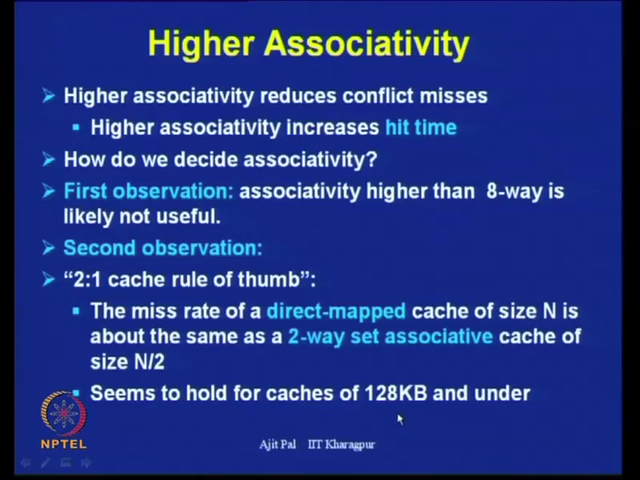 Higher Associativity
Higher associativity reduces conflict misses
Higher associativity increases hit time
How do we decide associativity?
First observation: associativity higher than 8-way is
likely not useful.
Second observation:
“2:1 cache rule of thumb”:
The miss rate of a direct-mapped cache of size N is
about the same as a 2-way set associative cache of
size N/2
Seems to hold for caches of 128KB and under
NPTEL
Ajit Pal IIT Kharagpur